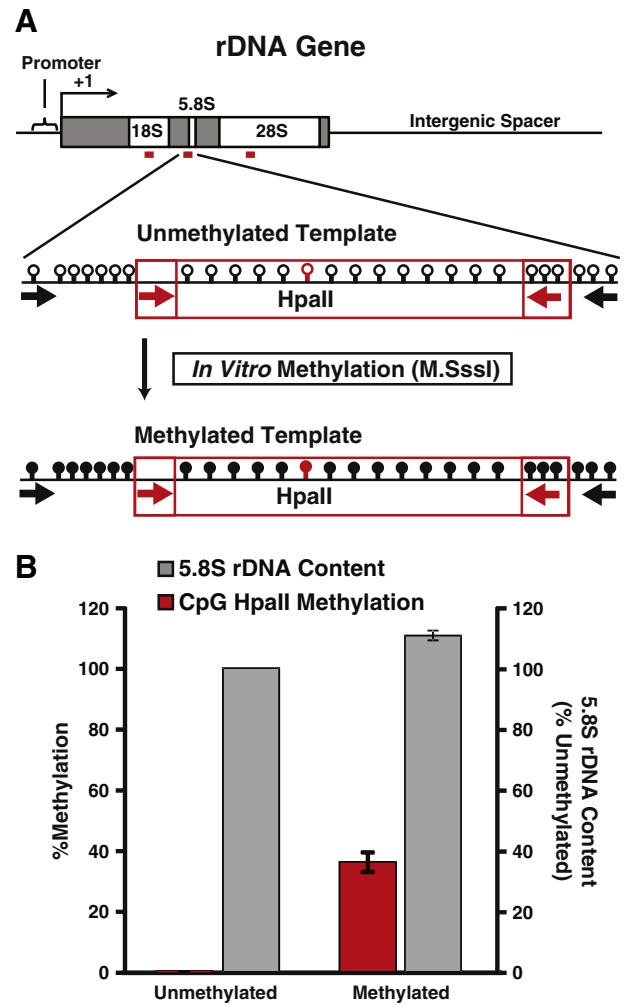 A
rDNA Gene
Promoter
+1
5.8S
18S
28S
Intergenic Spacer
Unmethylated Template
HpaII
In Vitro Methylation (M.SssI)
Methylated Template
HpaII
B
5.8S rDNA Content
CpG HpaII Methylation
120
100
80
60
40
20
0
%Methylation
120
100
80
60
40
20
0
5.8S rDNA Content
(% Unmethylated)
Unmethylated
Methylated